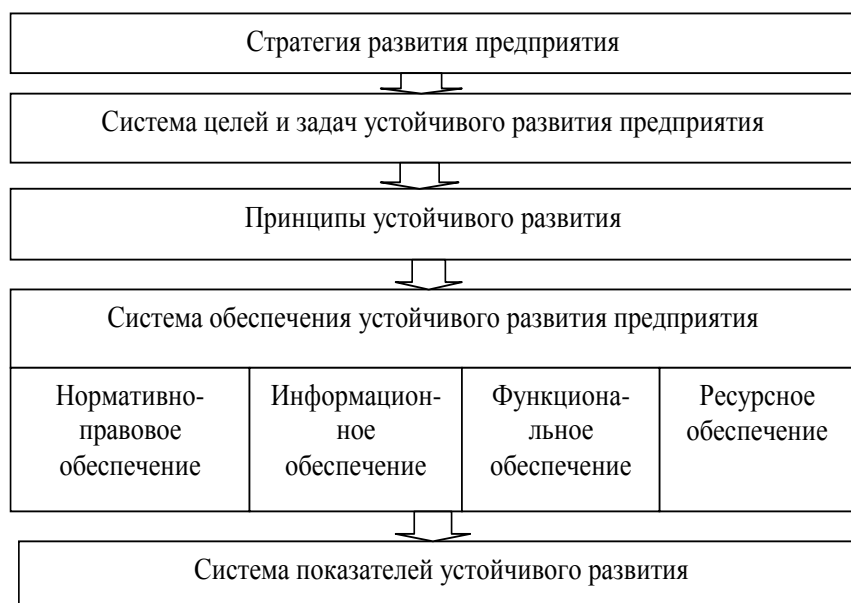 Стратегия развития предприятия
Система целей и задач устойчивого развития предприятия
Принципы устойчивого развития
Система обеспечения устойчивого развития предприятия
Нормативно-
правовое
обеспечение
Информацион-
ное
обеспечение
Функциона-
льное
обеспечение
Ресурсное
обеспечение
Система показателей устойчивого развития